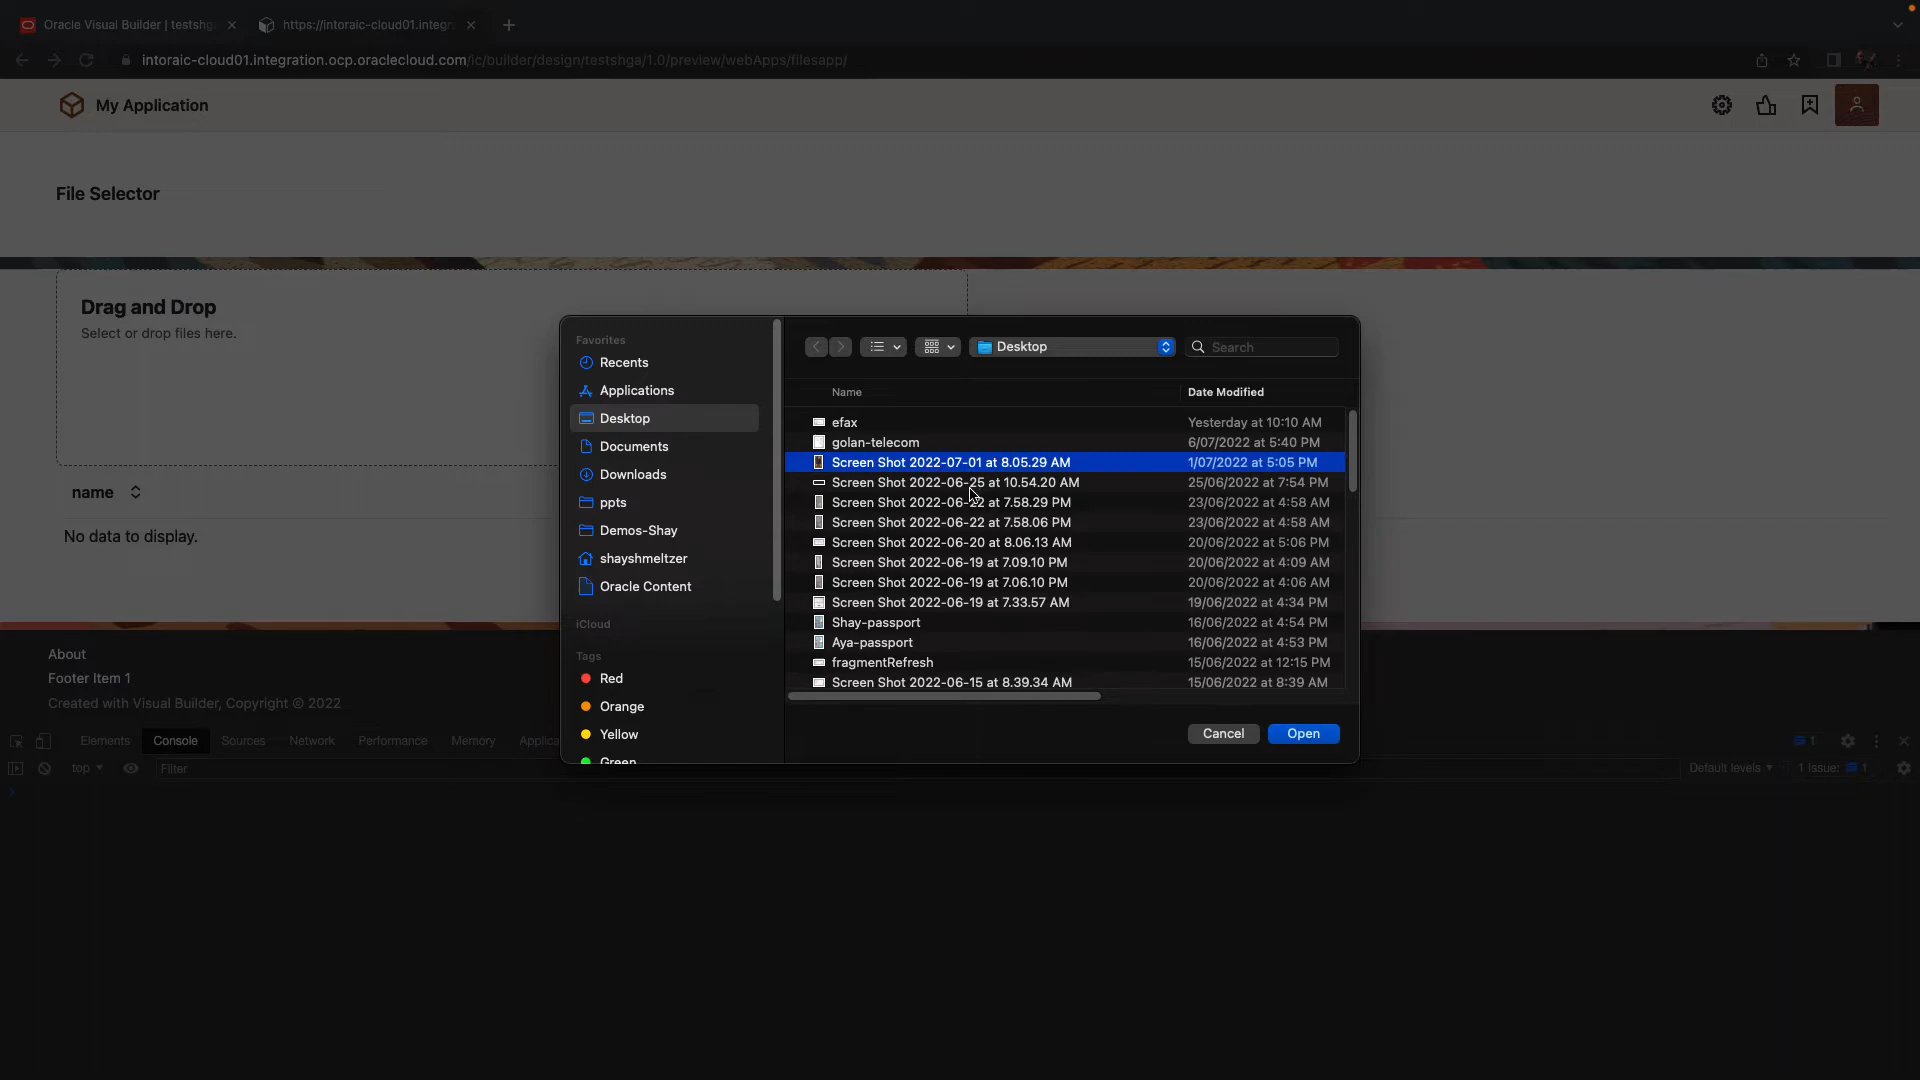 Oracle Visual Builder | testshg
https://intoraic-cloud01.integr
intoraic-cloud01.integration.ocp.oraclecloud.com/ic/builder/design/testshga/1.0/preview/webApps/filesapp/
My Application
File Selector
Drag and Drop
Select or drop files here.
name
No data to display.
Favorites
Recents
Applications
Desktop
Documents
Downloads
ppts
Demos-Shay
shayshmeltzer
Oracle Content
iCloud
Tags
Red
Orange
Yellow
Green
Desktop
Search
Name Date Modified
efax Yesterday at 10:10 AM
golan-telecom 6/07/2022 at 5:40 PM
Screen Shot 2022-07-01 at 8.05.29 AM 1/07/2022 at 5:05 PM
Screen Shot 2022-06-25 at 10.54.20 AM 25/06/2022 at 7:54 PM
Screen Shot 2022-06-22 at 7.58.29 PM 23/06/2022 at 4:58 AM
Screen Shot 2022-06-22 at 7.58.06 PM 23/06/2022 at 4:58 AM
Screen Shot 2022-06-20 at 8.06.13 AM 20/06/2022 at 5:06 PM
Screen Shot 2022-06-19 at 7.09.10 PM 20/06/2022 at 4:09 AM
Screen Shot 2022-06-19 at 7.06.10 PM 20/06/2022 at 4:06 AM
Screen Shot 2022-06-19 at 7.33.57 AM 19/06/2022 at 4:34 PM
Shay-passport 16/06/2022 at 4:54 PM
Aya-passport 16/06/2022 at 4:53 PM
fragmentRefresh 15/06/2022 at 12:15 PM
Screen Shot 2022-06-15 at 8.39.34 AM 15/06/2022 at 8:39 AM
Cancel Open
About
Footer Item 1
Created with Visual Builder, Copyright © 2022
Elements Console Sources Network Performance Memory Applica 1
top Filter Default levels 1 Issue: 1